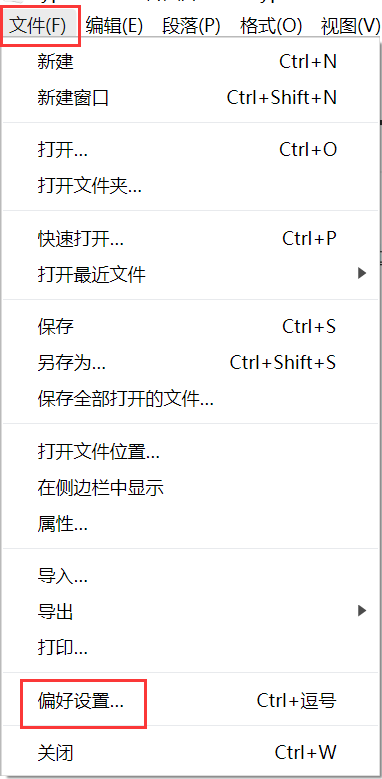 文件(F) 编辑(E) 段落(P) 格式(O) 视图(V)
新建 Ctrl+N
新建窗口 Ctrl+Shift+N
打开... Ctrl+O
打开文件夹...
快速打开... Ctrl+P
打开最近文件
保存 Ctrl+S
另存为... Ctrl+Shift+S
保存全部打开的文件...
打开文件位置...
在侧边栏中显示
属性...
导入...
导出
打印...
偏好设置... Ctrl+逗号
关闭 Ctrl+W